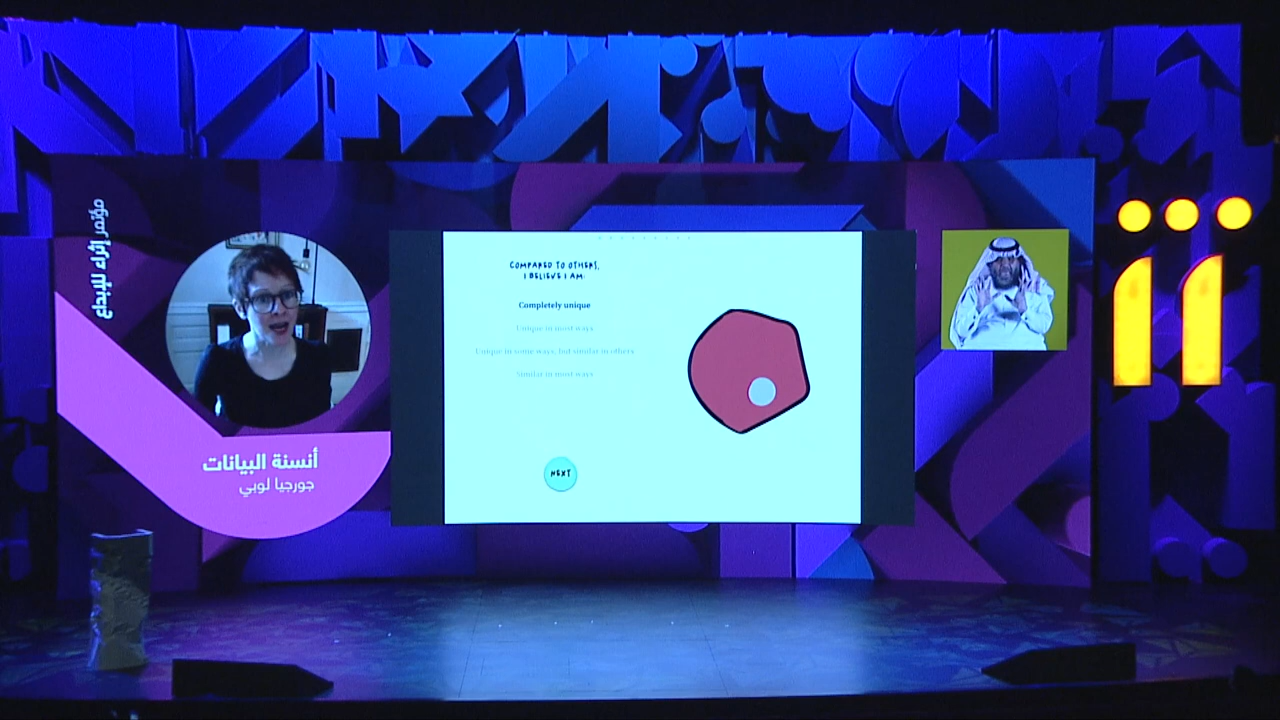 مؤتمر إثراء للإبداع
أنسنة البيانات
جورجيا لوبي
COMPARED TO OTHERS,
I BELIEVE I AM:
Completely unique
Unique in most ways
Unique in some ways, but similar in others
Similar in most ways
NEXT